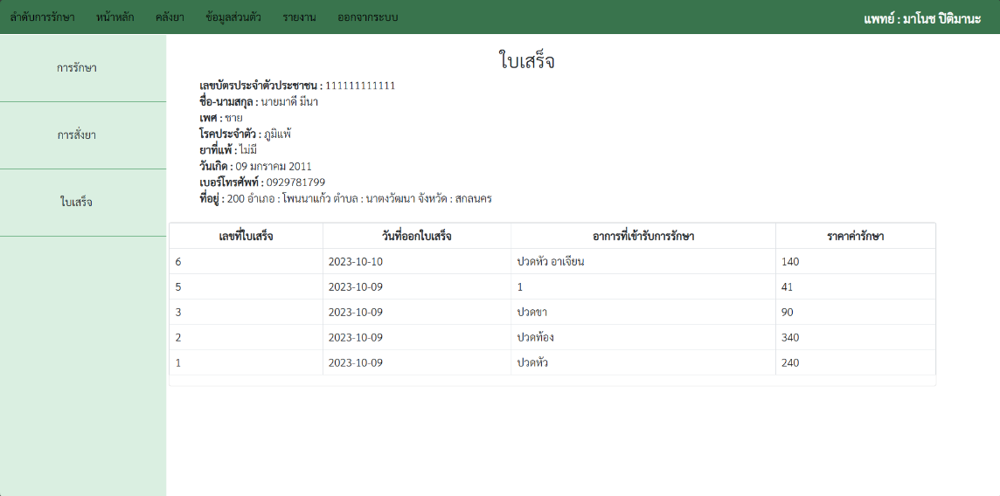 ลำดับการรักษา หน้าหลัก คลังยา ข้อมูลส่วนตัว รายงาน ออกจากระบบ แพทย์ : มาโนช ปิติมานะ
การรักษา
การสั่งยา
ใบเสร็จ
ใบเสร็จ
เลขบัตรประจำตัวประชาชน : 111111111111
ชื่อ-นามสกุล : นายมาดี มีนา
เพศ : ชาย
โรคประจำตัว : ภูมิแพ้
ยาที่แพ้ : ไม่มี
วันเกิด : 09 มกราคม 2011
เบอร์โทรศัพท์ : 0929781799
ที่อยู่ : 200 อำเภอ : โพนนาแก้ว ตำบล : นาตงวัฒนา จังหวัด : สกลนคร
เลขที่ใบเสร็จ วันที่ออกใบเสร็จ อาการที่เข้ารับการรักษา ราคาค่ารักษา
6 2023-10-10 ปวดหัว อาเจียน 140
5 2023-10-09 1 41
3 2023-10-09 ปวดขา 90
2 2023-10-09 ปวดท้อง 340
1 2023-10-09 ปวดหัว 240